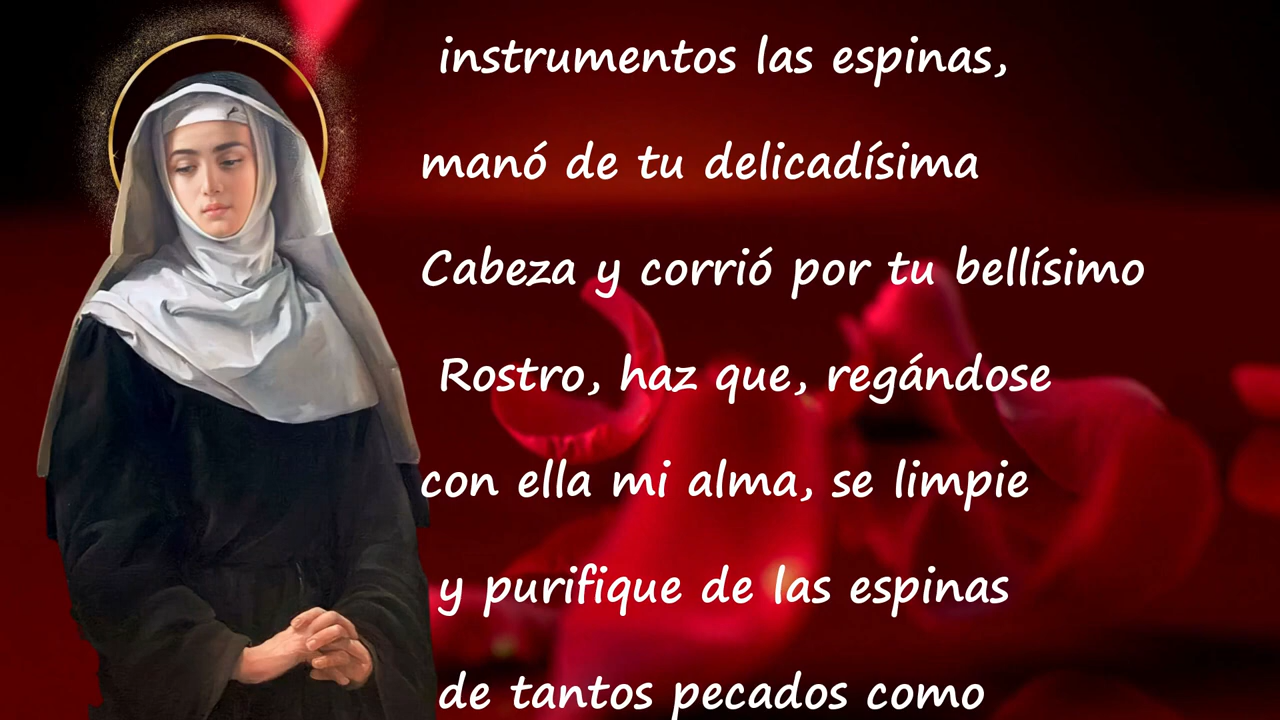 instrumentos las espinas,
manó de tu delicadísima
Cabeza y corrió por tu bellísimo
Rostro, haz que, regándose
con ella mi alma, se limpie
y purifique de las espinas
de tantos pecados como